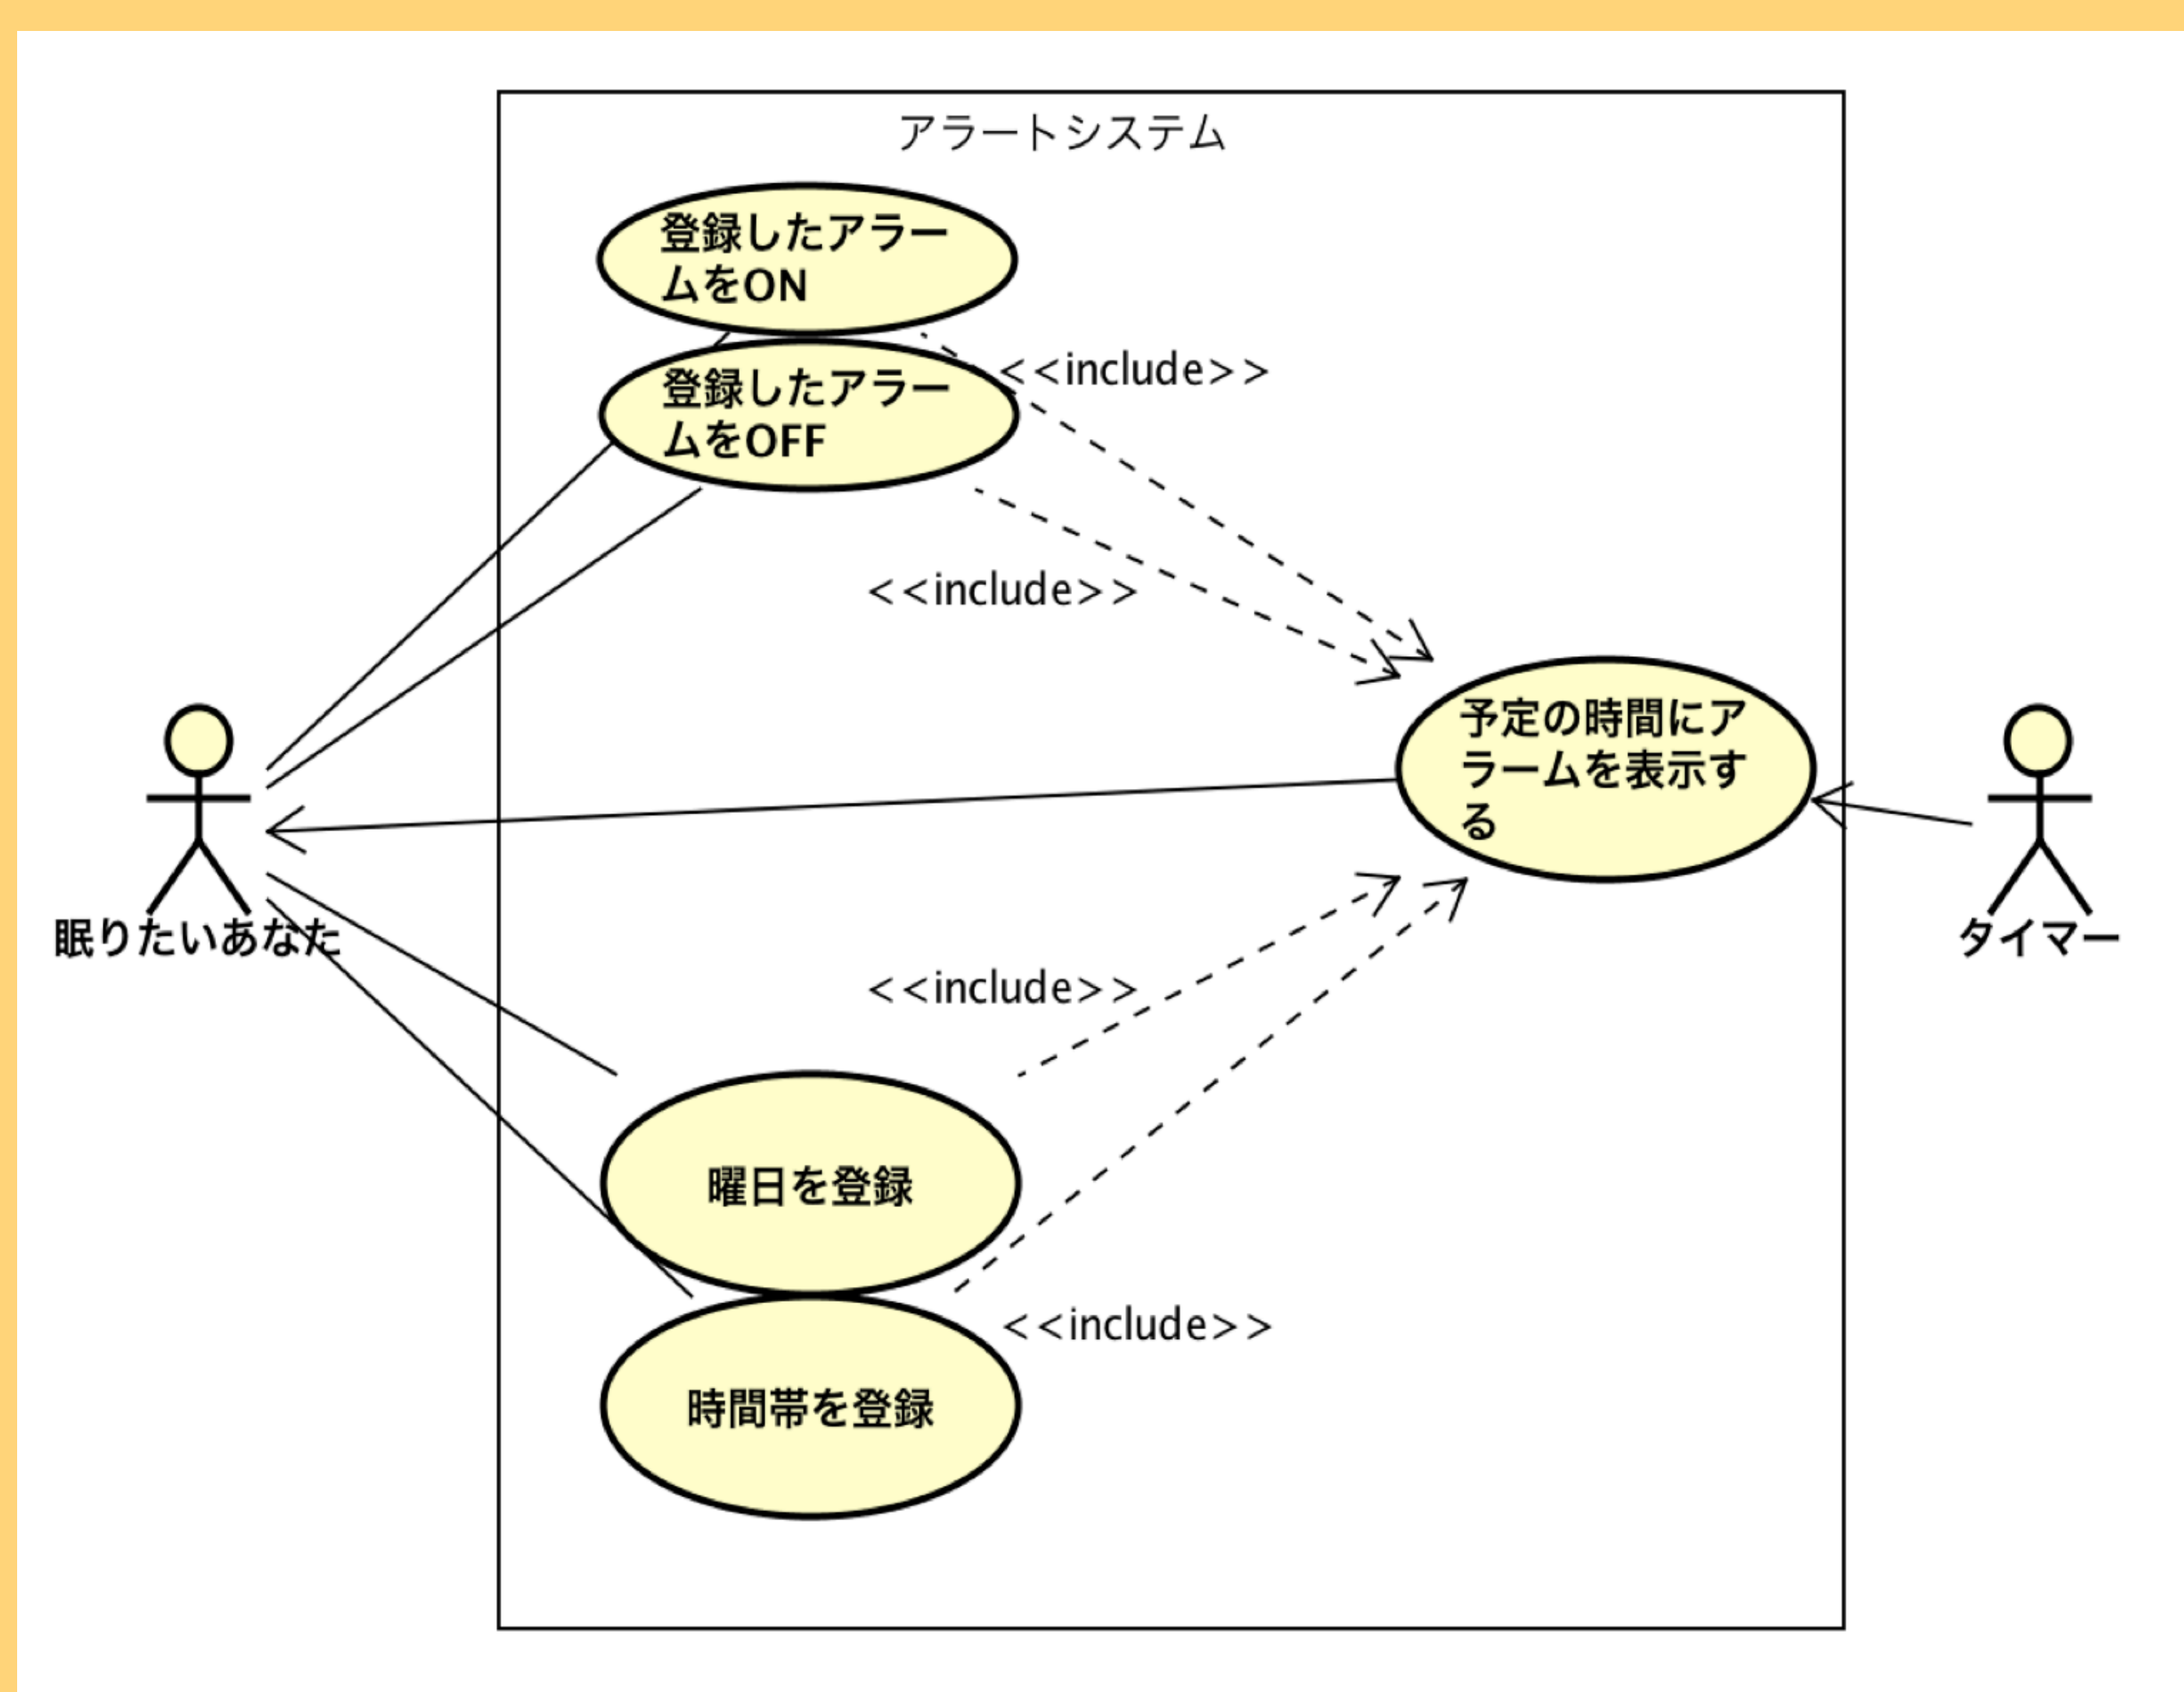 アラートシステム
登録したアラー
ムをON
<<include>>
登録したアラー
ムをOFF
<<include>>
予定の時間にア
ラームを表示す
る
眠りたいあなた
タイマー
<<include>>
曜日を登録
<<include>>
時間帯を登録